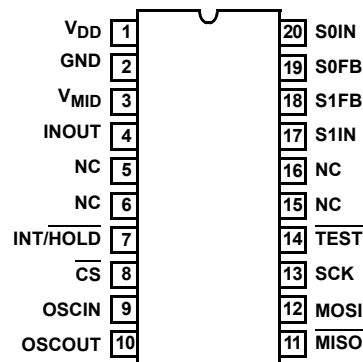 VDD 1 20 S0IN
GND 2 19 S0FB
VMID 3 18 S1FB
INOUT 4 17 S1IN
NC 5 16 NC
NC 6 15 NC
INT/HOLD 7 14 TEST
CS 8 13 SCK
OSCIN 9 12 MOSI
OSCOUT 10 11 MISO